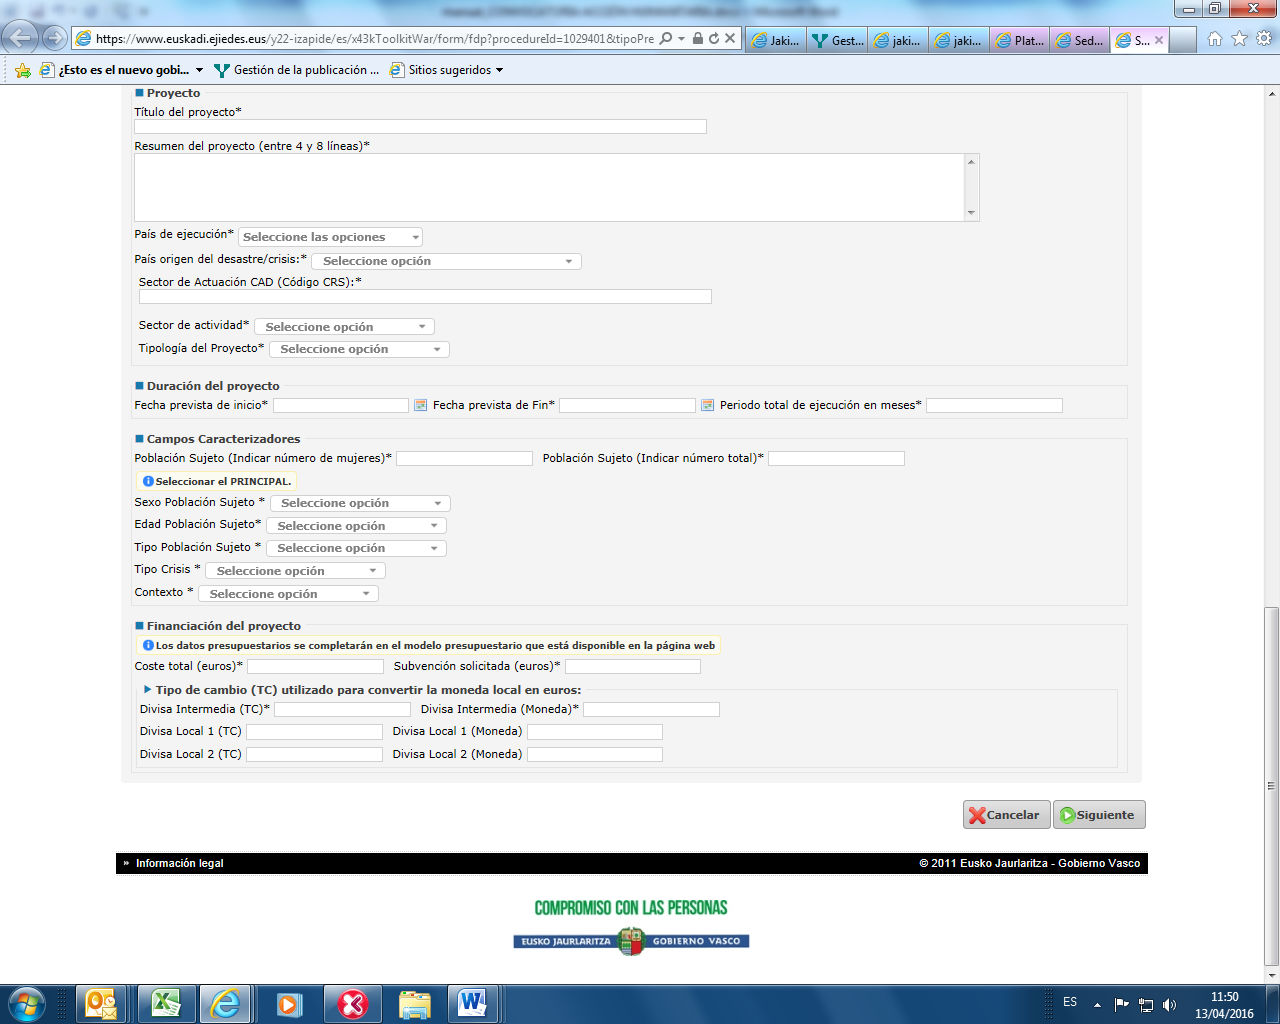 https://www.euskadi.ejiedes.eus/y22-izapide/es/x43kToolkitWar/form/fdp?procedureId=1029401&tipoPre
Jaki...
Gest...
jaki...
jaki...
Plat...
Sed...
S...
¿Esto es el nuevo gobi...
Gestión de la publicación ...
Sitios sugeridos
Proyecto
Título del proyecto*
Resumen del proyecto (entre 4 y 8 líneas)*
País de ejecución* Seleccione las opciones
País origen del desastre/crisis:* Seleccione opción
Sector de Actuación CAD (Código CRS):*
Sector de actividad* Seleccione opción
Tipología del Proyecto* Seleccione opción
Duración del proyecto
Fecha prevista de inicio* Fecha prevista de Fin* Periodo total de ejecución en meses*
Campos Caracterizadores
Población Sujeto (Indicar número de mujeres)* Población Sujeto (Indicar número total)*
Seleccionar el PRINCIPAL.
Sexo Población Sujeto * Seleccione opción
Edad Población Sujeto* Seleccione opción
Tipo Población Sujeto * Seleccione opción
Tipo Crisis * Seleccione opción
Contexto * Seleccione opción
Financiación del proyecto
Los datos presupuestarios se completarán en el modelo presupuestario que está disponible en la página web
Coste total (euros)* Subvención solicitada (euros)*
Tipo de cambio (TC) utilizado para convertir la moneda local en euros:
Divisa Intermedia (TC)* Divisa Intermedia (Moneda)*
Divisa Local 1 (TC) Divisa Local 1 (Moneda)
Divisa Local 2 (TC) Divisa Local 2 (Moneda)
Cancelar Siguiente
» Información legal © 2011 Eusko Jaurlaritza - Gobierno Vasco
COMPROMISO CON LAS PERSONAS
EUSKO JAURLARITZA GOBIERNO VASCO
ES
11:50
13/04/2016